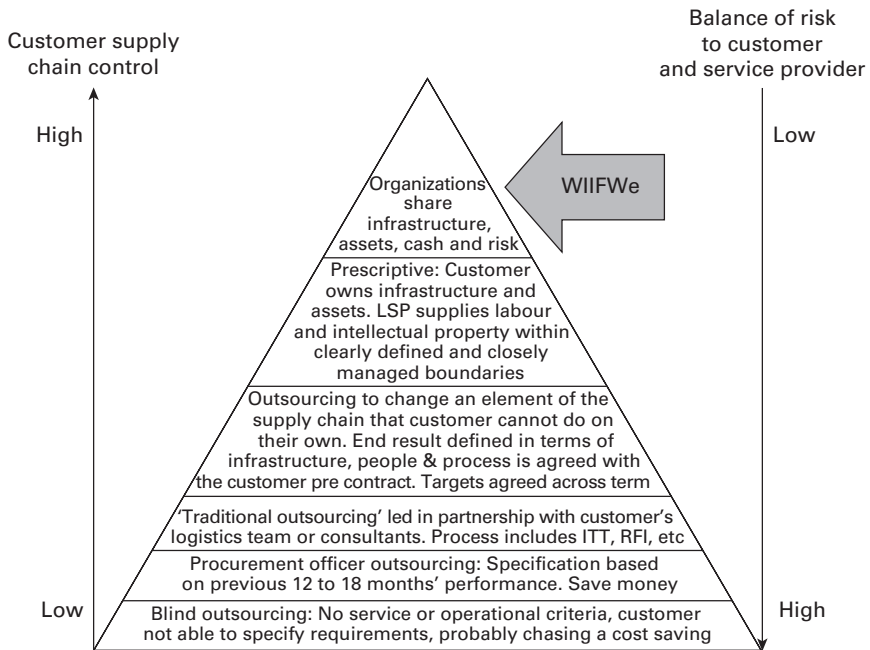 Customer supply
chain control
Balance of risk
to customer
and service provider
High
Low
WIIFWe
Organizations
share
infrastructure,
assets, cash and risk
Prescriptive: Customer
owns infrastructure and
assets. LSP supplies labour
and intellectual property within
clearly defined and closely
managed boundaries
Outsourcing to change an element of the
supply chain that customer cannot do on
their own. End result defined in terms of
infrastructure, people & process is agreed with
the customer pre contract. Targets agreed across term
'Traditional outsourcing' led in partnership with customer's
logistics team or consultants. Process includes ITT, RFI, etc
Procurement officer outsourcing: Specification based
on previous 12 to 18 months' performance. Save money
Low
High
Blind outsourcing: No service or operational criteria, customer
not able to specify requirements, probably chasing a cost saving